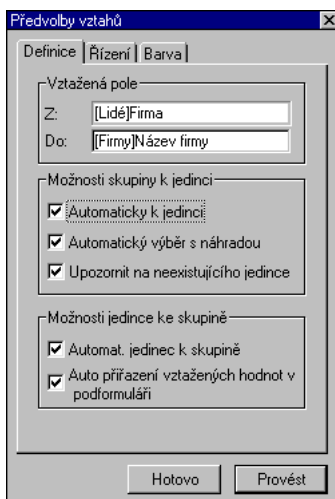 Předvolby vztahů
Definice Řízení Barva
Vztažená pole
Z: [Lidé]Firma
Do: [Firmy]Název firmy
Možnosti skupiny k jedinci
Automaticky k jedinci
Automatický výběr s náhradou
Upozornit na neexistujícího jedince
Možnosti jedince ke skupině
Automat. jedinec k skupině
Auto přiřazení vztažených hodnot v
podformuláři
Hotovo Provést